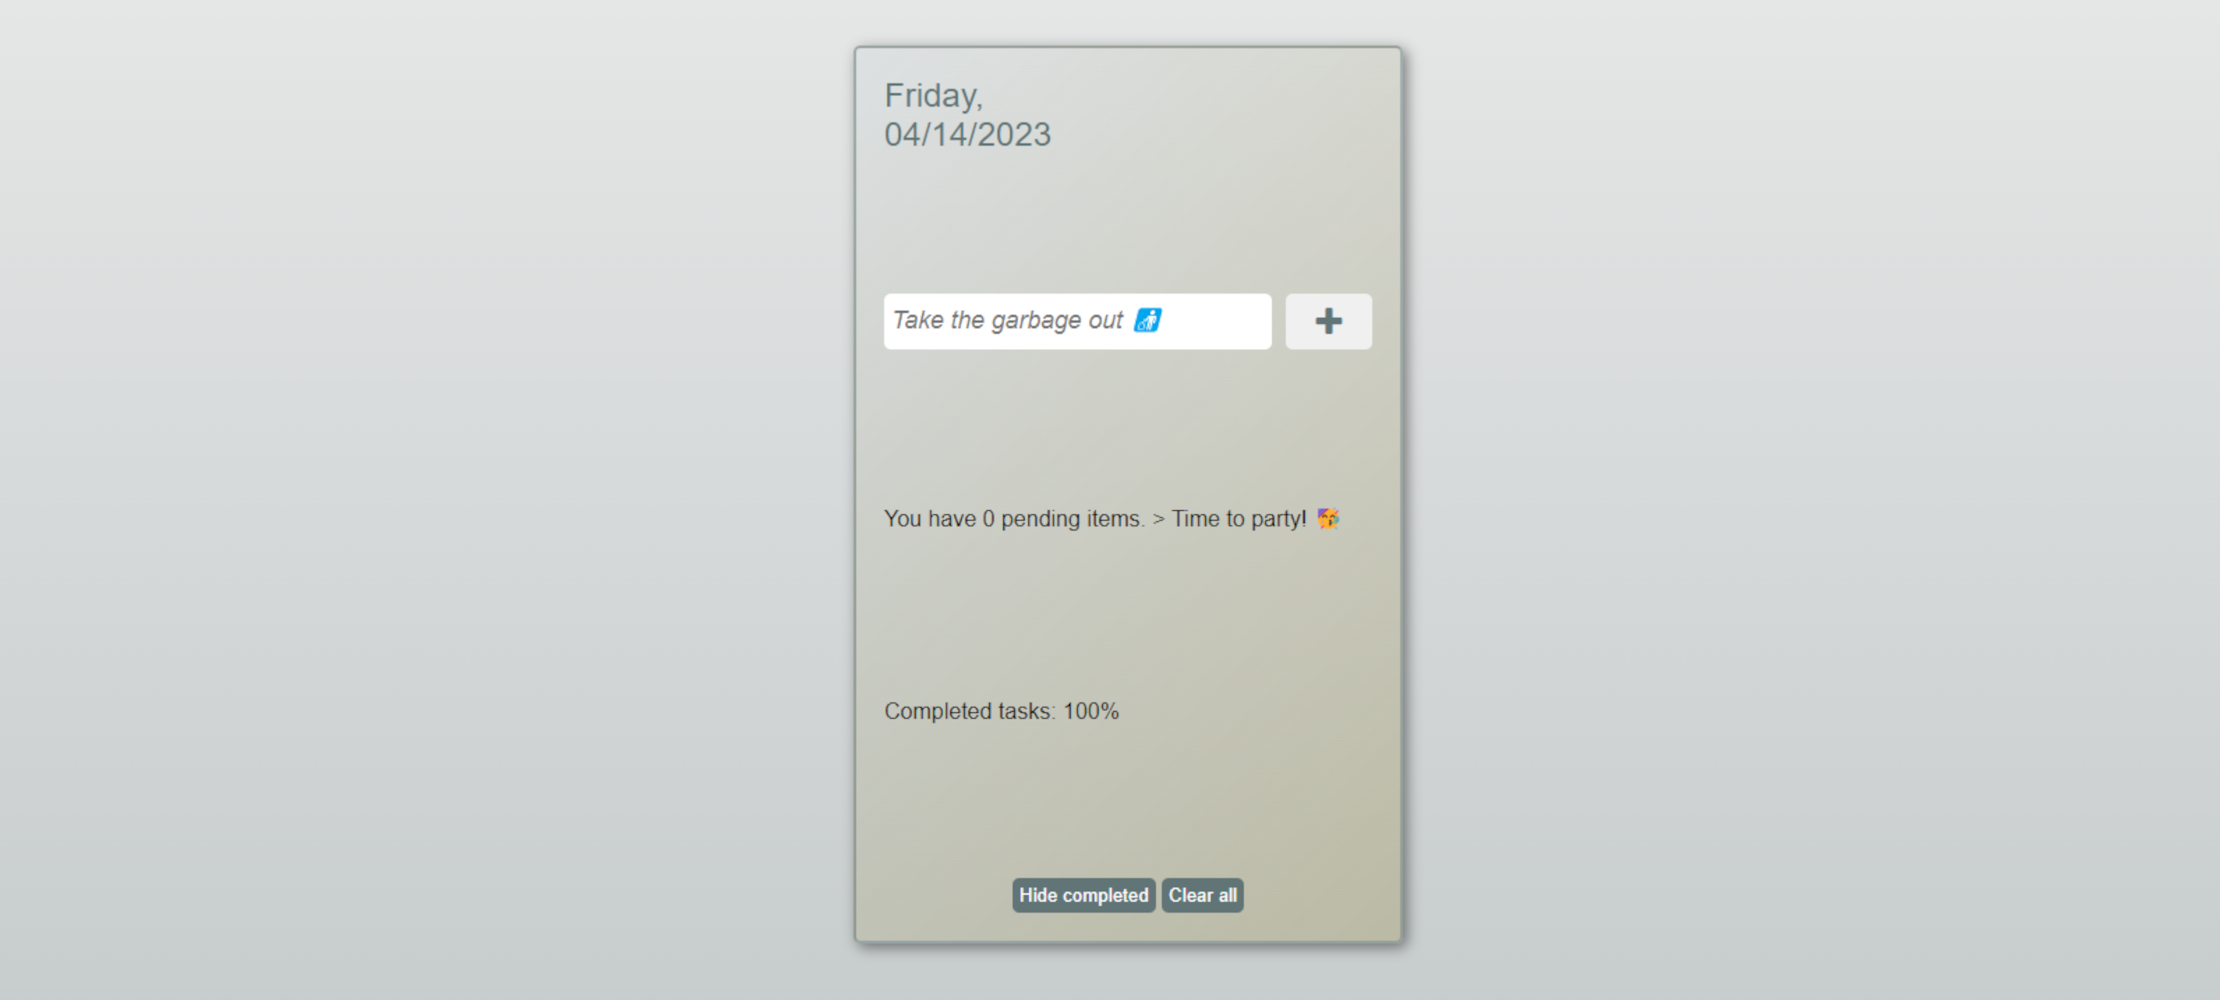 Friday,
04/14/2023
Take the garbage out 🚮
You have 0 pending items. > Time to party! 🥳
Completed tasks: 100%
Hide completed
Clear all